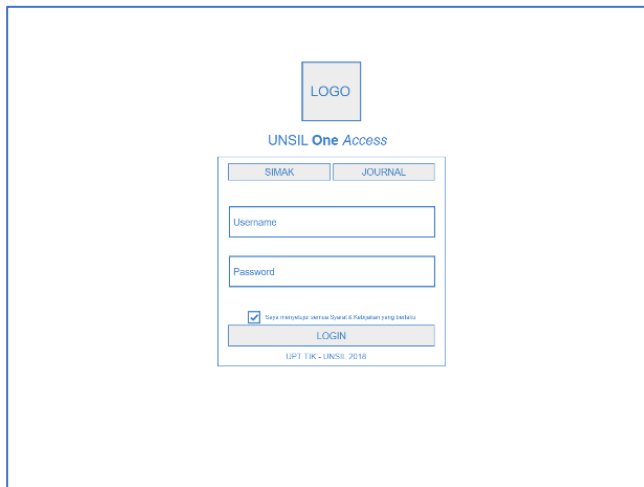 LOGO
UNSIL One Access
SIMAK JOURNAL
Username
Password
Saya menyetujui semua Syarat & Kebijakan yang berlaku
LOGIN
UPT TIK - UNSIL 2018